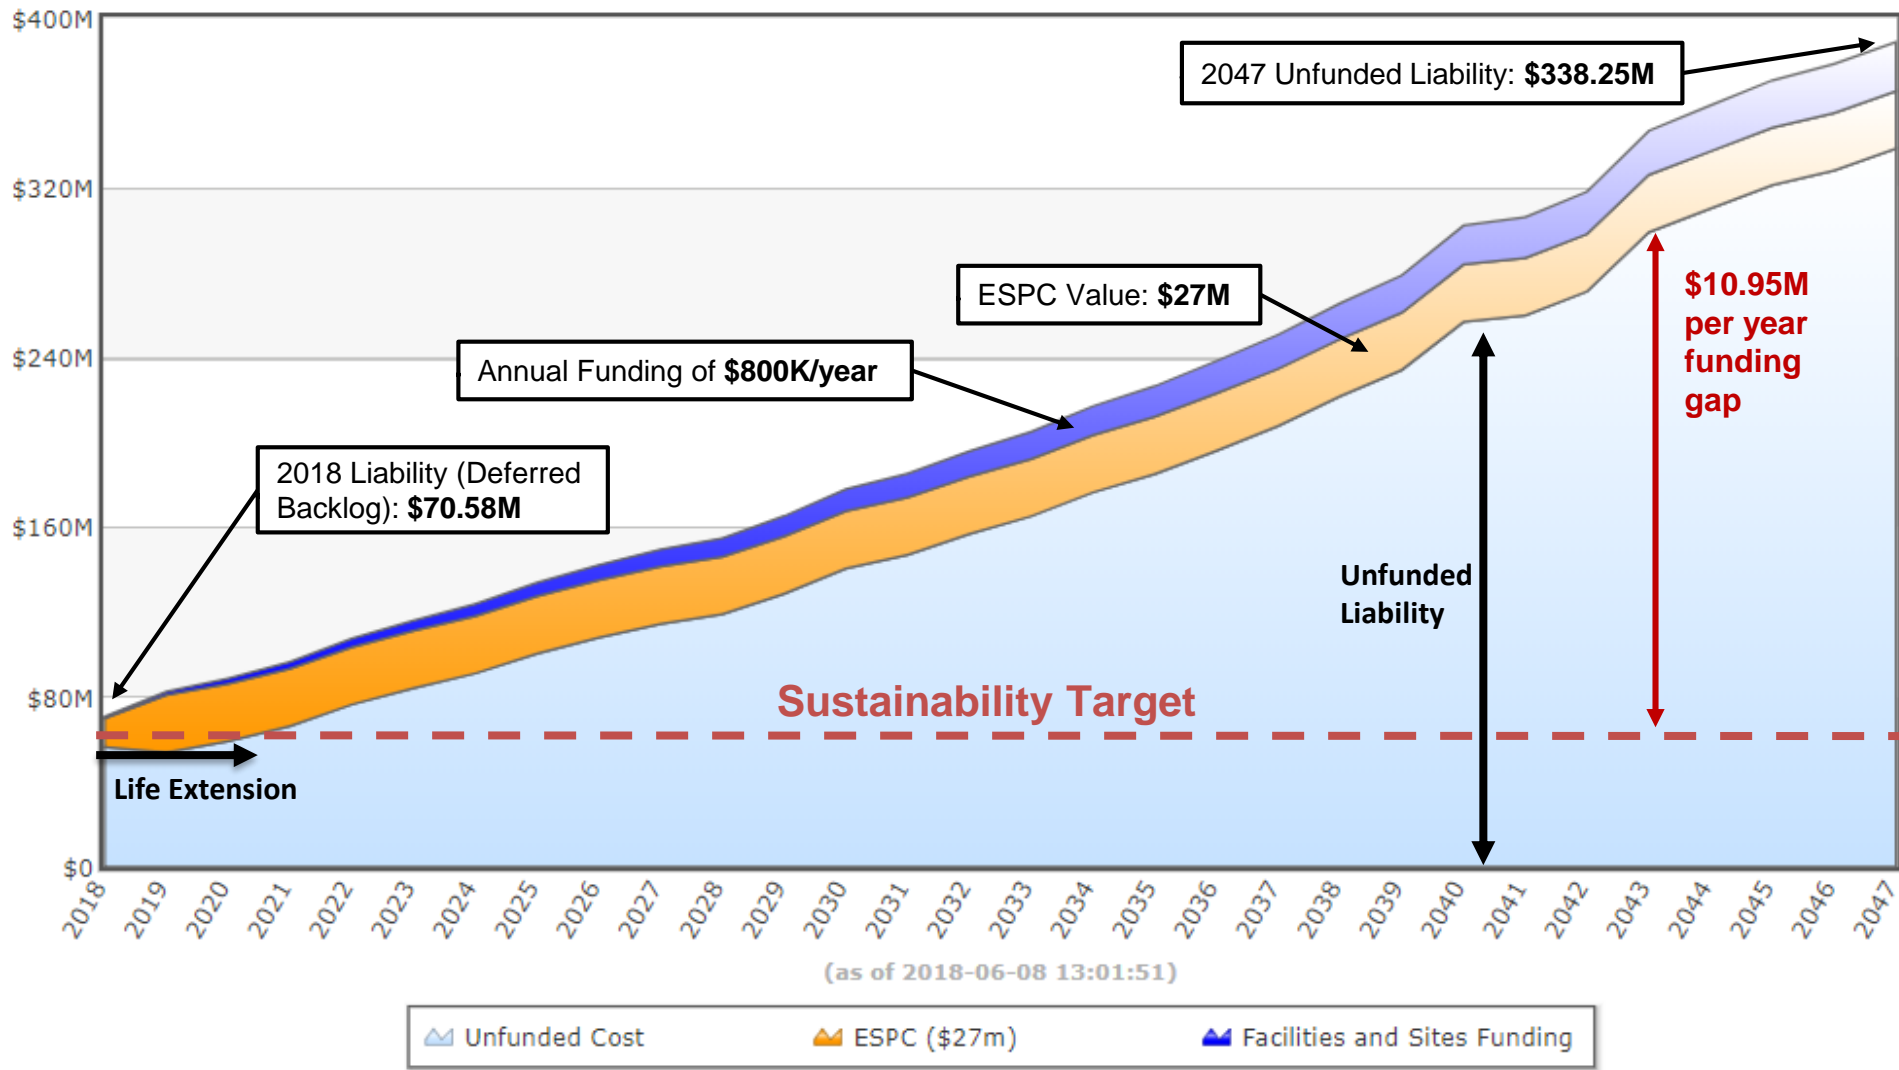 $400M
$320M
$240M
$160M
$80M
$0
2047 Unfunded Liability: $338.25M
ESPC Value: $27M
Annual Funding of $800K/year
2018 Liability (Deferred
Backlog): $70.58M
$10.95M
per year
funding
gap
Unfunded
Liability
Sustainability Target
Life Extension
2018
2019
2020
2021
2022
2023
2024
2025
2026
2027
2028
2029
2030
2031
2032
2033
2034
2035
2036
2037
2038
2039
2040
2041
2042
2043
2044
2045
2046
2047
(as of 2018-06-08 13:01:51)
Unfunded Cost
ESPC ($27m)
Facilities and Sites Funding